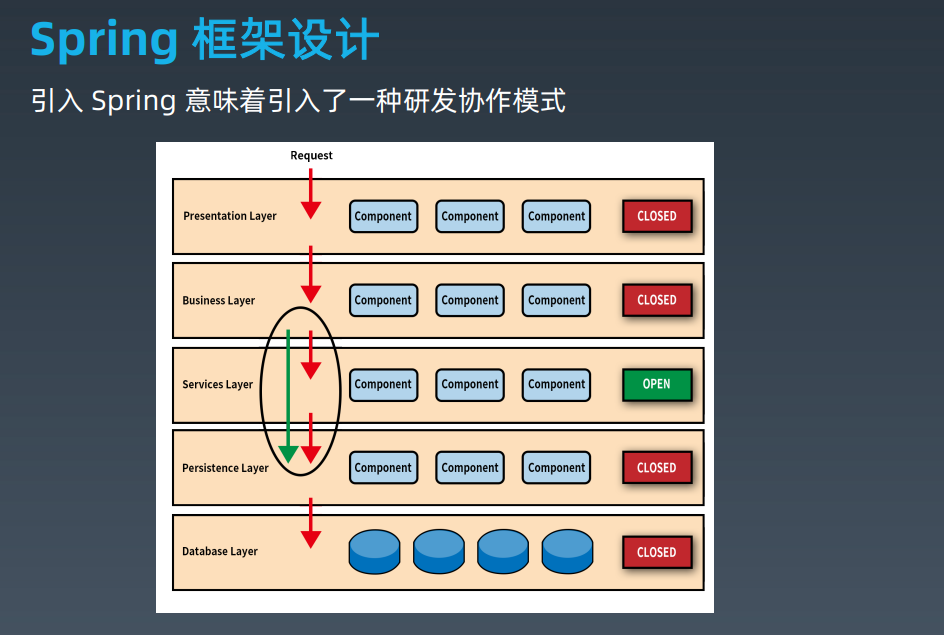 Spring 框架设计
引入 Spring 意味着引入了一种研发协作模式
Request
Presentation Layer Component Component Component CLOSED
Business Layer Component Component Component CLOSED
Services Layer Component Component Component OPEN
Persistence Layer Component Component Component CLOSED
Database Layer CLOSED